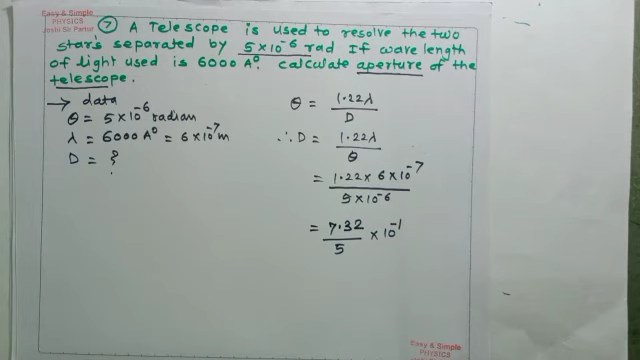 Easy & Simple
PHYSICS
Joshi Sir Partur
⑦ A Telescope is used to resolve the two
star's separated by 5×10⁻⁶ rad If wave length
of light used is 6000 A°. calculate aperture of the
telescope.
→ data
θ = 5×10⁻⁶ radian
λ = 6000 A° = 6×10⁻⁷m
D = ?
θ = 1.22λ
D
∴ D = 1.22λ
θ
= 1.22 × 6 × 10⁻⁷
5×10⁻⁶
= 7.32 × 10⁻¹
5
Easy & Simple
PHYSICS